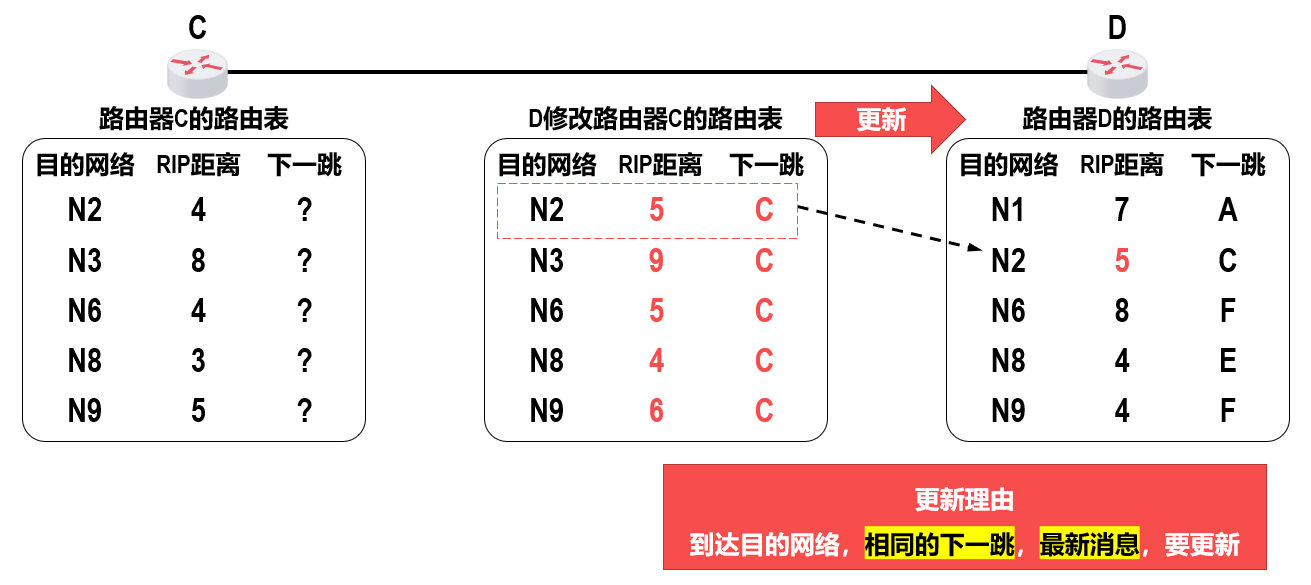 C
D
路由器C的路由表
D修改路由器C的路由表
更新
路由器D的路由表
目的网络 RIP距离 下一跳
N2 4 ?
N3 8 ?
N6 4 ?
N8 3 ?
N9 5 ?
目的网络 RIP距离 下一跳
N2 5 C
N3 9 C
N6 5 C
N8 4 C
N9 6 C
目的网络 RIP距离 下一跳
N1 7 A
N2 5 C
N6 8 F
N8 4 E
N9 4 F
更新理由
到达目的网络，相同的下一跳，最新消息，要更新